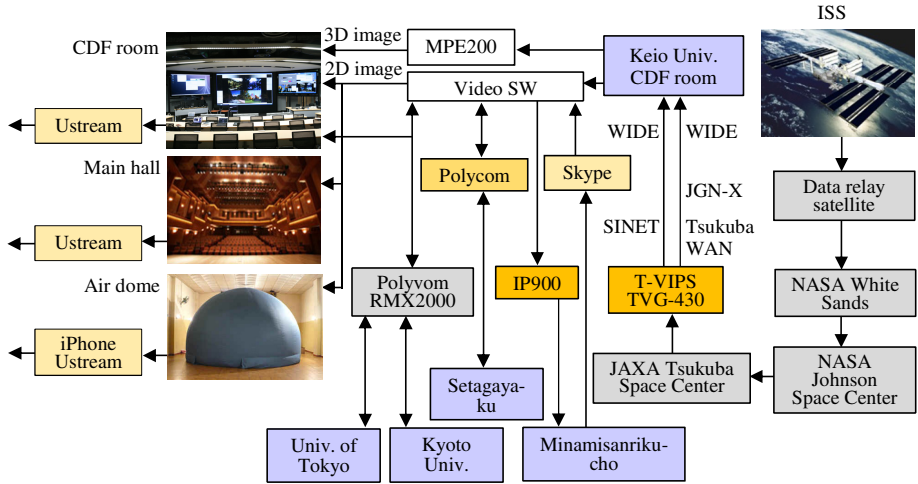 ISS
3D image
CDF room
MPE200
Keio Univ.
CDF room
2D image
Video SW
Ustream
WIDE
WIDE
Main hall
Polycom
Skype
Data relay
satellite
JGN-X
SINET
Tsukuba
WAN
Ustream
Air dome
Polyvom
RMX2000
IP900
T-VIPS
TVG-430
NASA White
Sands
iPhone
Ustream
JAXA Tsukuba
Space Center
NASA
Johnson
Space Center
Setagaya-
ku
Univ. of
Tokyo
Kyoto
Univ.
Minamisanriku-
cho